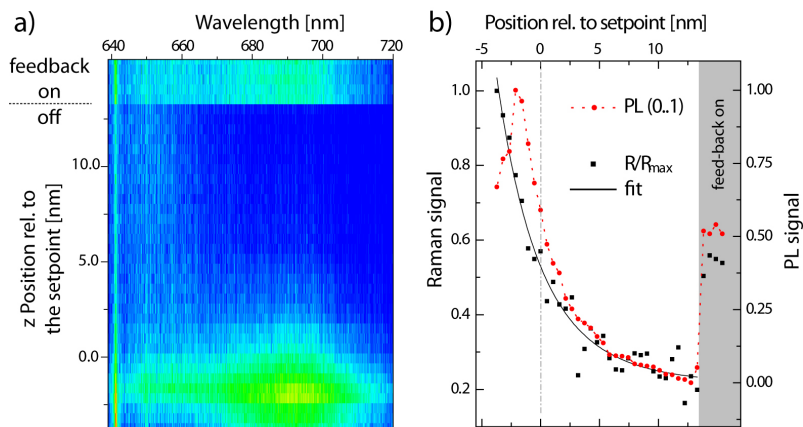 a)
Wavelength [nm]
640 660 680 700 720
feedback
on
off
10.0
5.0
0.0
z Position rel. to
the setpoint [nm]
b)
Position rel. to setpoint [nm]
-5 0 5 10
1.0
0.8
0.6
0.4
0.2
Raman signal
PL (0..1)
R/Rmax
fit
feed-back on
1.00
0.75
0.50
0.25
0.00
PL signal